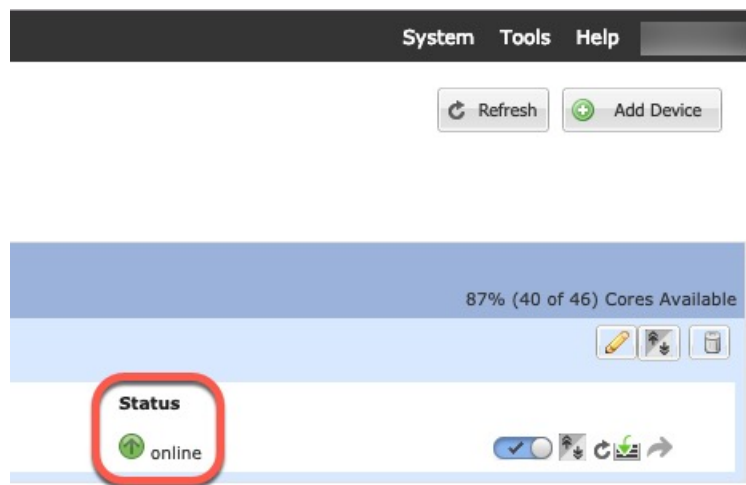 System Tools Help
Refresh Add Device
87% (40 of 46) Cores Available
Status
online